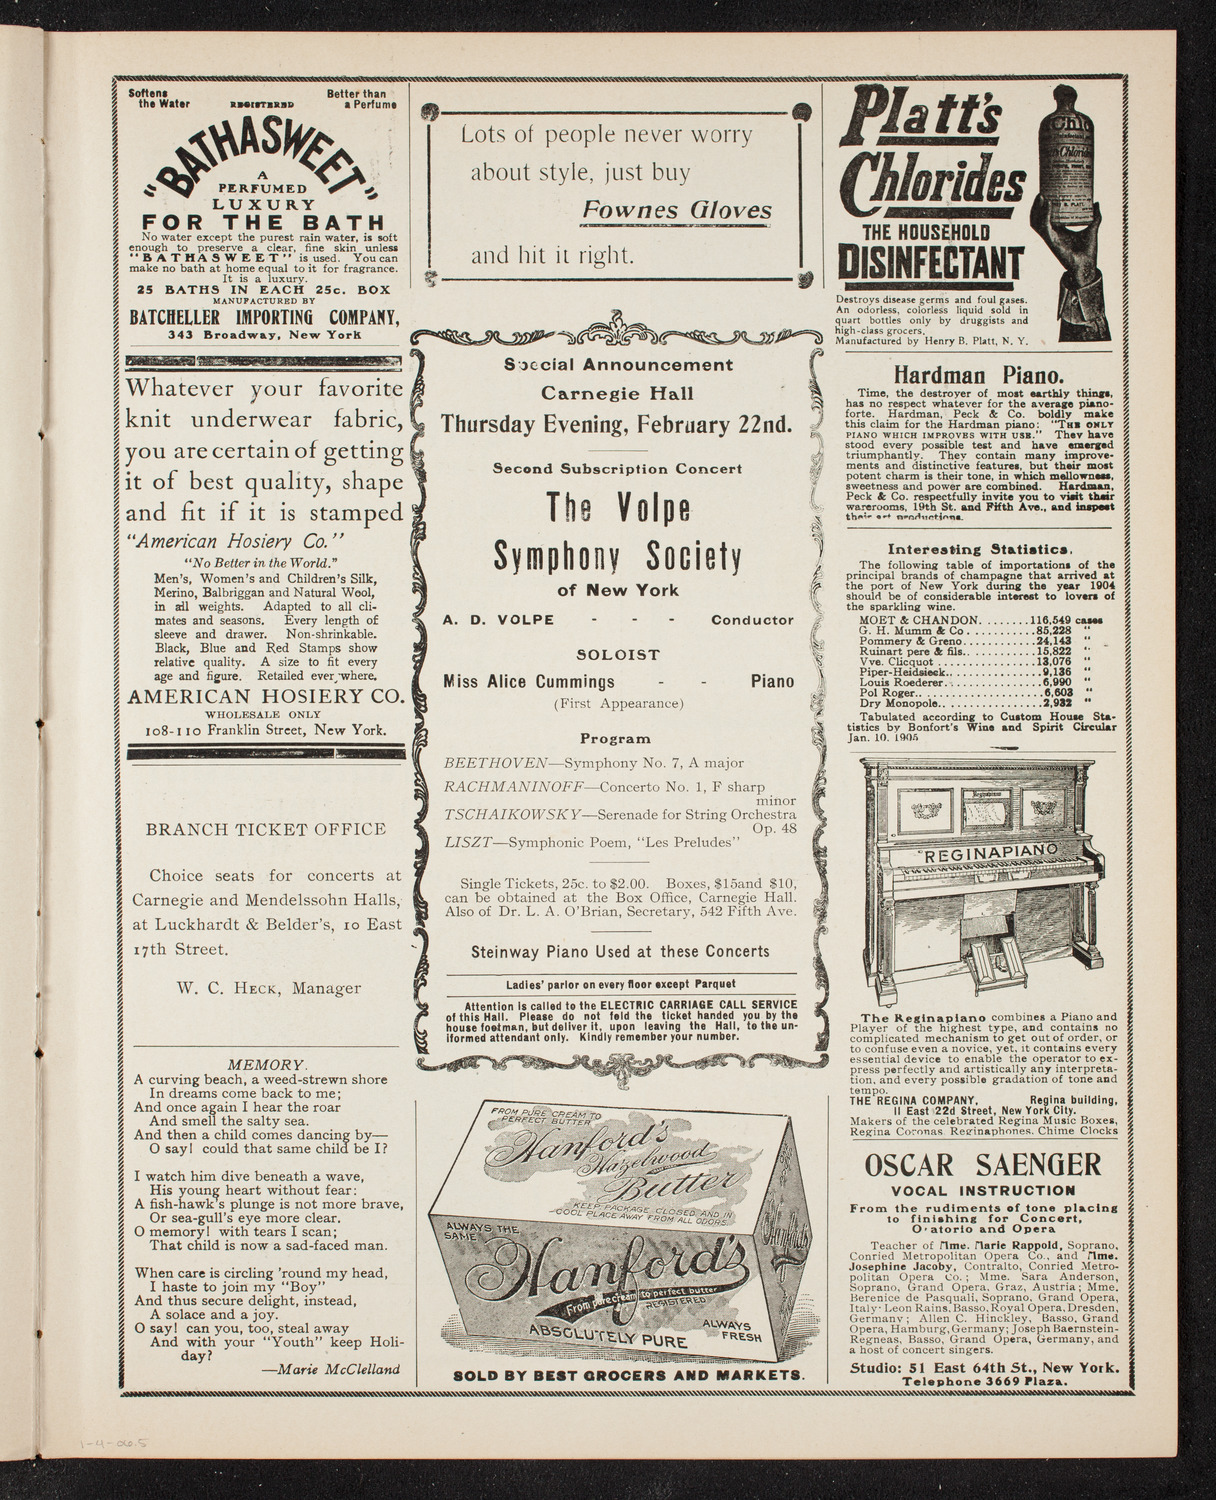 Softens
the Water
REGISTERED
Better than
a Perfume
"BATHASWEET"
A
PERFUMED
LUXURY
FOR THE BATH
No water except the purest rain water, is soft
enough to preserve a clear, fine skin unless
"BATHASWEET" is used. You can
make no bath at home equal to it for fragrance.
It is a luxury.
25 BATHS IN EACH 25c. BOX
MANUFACTURED BY
BATCHELLER IMPORTING COMPANY,
343 Broadway, New York
Whatever your favorite
knit underwear fabric,
you are certain of getting
it of best quality, shape
and fit if it is stamped
"American Hosiery Co."
"No Better in the World."
Men's, Women's and Children's Silk,
Merino, Balbriggan and Natural Wool,
in all weights. Adapted to all cli-
mates and seasons. Every length of
sleeve and drawer. Non-shrinkable.
Black, Blue and Red Stamps show
relative quality. A size to fit every
age and figure. Retailed everywhere.
AMERICAN HOSIERY CO.
WHOLESALE ONLY
108-110 Franklin Street, New York.
BRANCH TICKET OFFICE
Choice seats for concerts at
Carnegie and Mendelssohn Halls,
at Luckhardt & Belder's, 10 East
17th Street.
W. C. HECK, Manager
MEMORY.
A curving beach, a weed-strewn shore
In dreams come back to me;
And once again I hear the roar
And smell the salty sea.
And then a child comes dancing by—
O say! could that same child be I?
I watch him dive beneath a wave,
His young heart without fear:
A fish-hawk's plunge is not more brave,
Or sea-gull's eye more clear.
O memory! with tears I scan;
That child is now a sad-faced man.
When care is circling 'round my head,
I haste to join my "Boy"
And thus secure delight, instead,
A solace and a joy.
O say! can you, too, steal away
And with your "Youth" keep Holi-
day?
—Marie McClelland
Lots of people never worry
about style, just buy
Fownes Gloves
and hit it right.
Special Announcement
Carnegie Hall
Thursday Evening, February 22nd.
Second Subscription Concert
The Volpe
Symphony Society
of New York
A. D. VOLPE - - - Conductor
SOLOIST
Miss Alice Cummings - - Piano
(First Appearance)
Program
BEETHOVEN—Symphony No. 7, A major
RACHMANINOFF—Concerto No. 1, F sharp
minor
TSCHAIKOWSKY—Serenade for String Orchestra
Op. 48
LISZT—Symphonic Poem, "Les Preludes"
Single Tickets, 25c. to $2.00. Boxes, $15and $10,
can be obtained at the Box Office, Carnegie Hall.
Also of Dr. L. A. O'Brian, Secretary, 542 Fifth Ave.
Steinway Piano Used at these Concerts
Ladies' parlor on every floor except Parquet
Attention is called to the ELECTRIC CARRIAGE CALL SERVICE
of this Hall. Please do not fold the ticket handed you by the
house footman, but deliver it, upon leaving the Hall, to the un-
iformed attendant only. Kindly remember your number.
FROM PURE CREAM TO
PERFECT BUTTER
Hanford's
Hazelwood
Butter
KEEP PACKAGE CLOSED AND IN
COOL PLACE AWAY FROM ALL ODORS.
ALWAYS THE
SAME
Hanford's
From pure cream to perfect butter
REGISTERED
ABSOLUTELY PURE
ALWAYS
FRESH
Hanford's
SOLD BY BEST GROCERS AND MARKETS.
Platt's
Chlorides
THE HOUSEHOLD
DISINFECTANT
Destroys disease germs and foul gases.
An odorless, colorless liquid sold in
quart bottles only by druggists and
high-class grocers.
Manufactured by Henry B. Platt, N. Y.
Hardman Piano.
Time, the destroyer of most earthly things,
has no respect whatever for the average piano-
forte. Hardman, Peck & Co. boldly make
this claim for the Hardman piano: "THE ONLY
PIANO WHICH IMPROVES WITH USE." They have
stood every possible test and have emerged
triumphantly. They contain many improve-
ments and distinctive features, but their most
potent charm is their tone, in which mellowness,
sweetness and power are combined. Hardman,
Peck & Co. respectfully invite you to visit their
warerooms, 19th St. and Fifth Ave., and inspect
their art productions.
Interesting Statistics.
The following table of importations of the
principal brands of champagne that arrived at
the port of New York during the year 1904
should be of considerable interest to lovers of
the sparkling wine.
MOET & CHANDON........116,549 cases
G. H. Mumm & Co..........85,228 "
Pommery & Greno...........24,143 "
Ruinart pere & fils............15,822 "
Vve. Clicquot................13,076 "
Piper-Heidsieck..............9,136 "
Louis Roederer...............6,990 "
Pol Roger....................6,603 "
Dry Monopole................2,932 "
Tabulated according to Custom House Sta-
tistics by Bonfort's Wine and Spirit Circular
Jan. 10. 1905
"REGINAPIANO
The Reginapiano combines a Piano and
Player of the highest type, and contains no
complicated mechanism to get out of order, or
to confuse even a novice, yet, it contains every
essential device to enable the operator to ex-
press perfectly and artistically any interpreta-
tion, and every possible gradation of tone and
tempo.
THE REGINA COMPANY, Regina building,
11 East 22d Street, New York City.
Makers of the celebrated Regina Music Boxes,
Regina Coronas, Reginaphones, Chime Clocks
OSCAR SAENGER
VOCAL INSTRUCTION
From the rudiments of tone placing
to finishing for Concert,
Oratorio and Opera
Teacher of Mme. Marie Rappold, Soprano,
Conried Metropolitan Opera Co., and Mme.
Josephine Jacoby, Contralto, Conried Metro-
politan Opera Co.; Mme. Sara Anderson,
Soprano, Grand Opera, Graz, Austria; Mme.
Berenice de Pasquali, Soprano, Grand Opera,
Italy; Leon Rains, Basso, Royal Opera, Dresden,
Germany; Allen C. Hinckley, Basso, Grand
Opera, Hamburg, Germany; Joseph Baernstein-
Regneas, Basso, Grand Opera, Germany, and
a host of concert singers.
Studio: 51 East 64th St., New York.
Telephone 3669 Plaza.
1-4-06.5